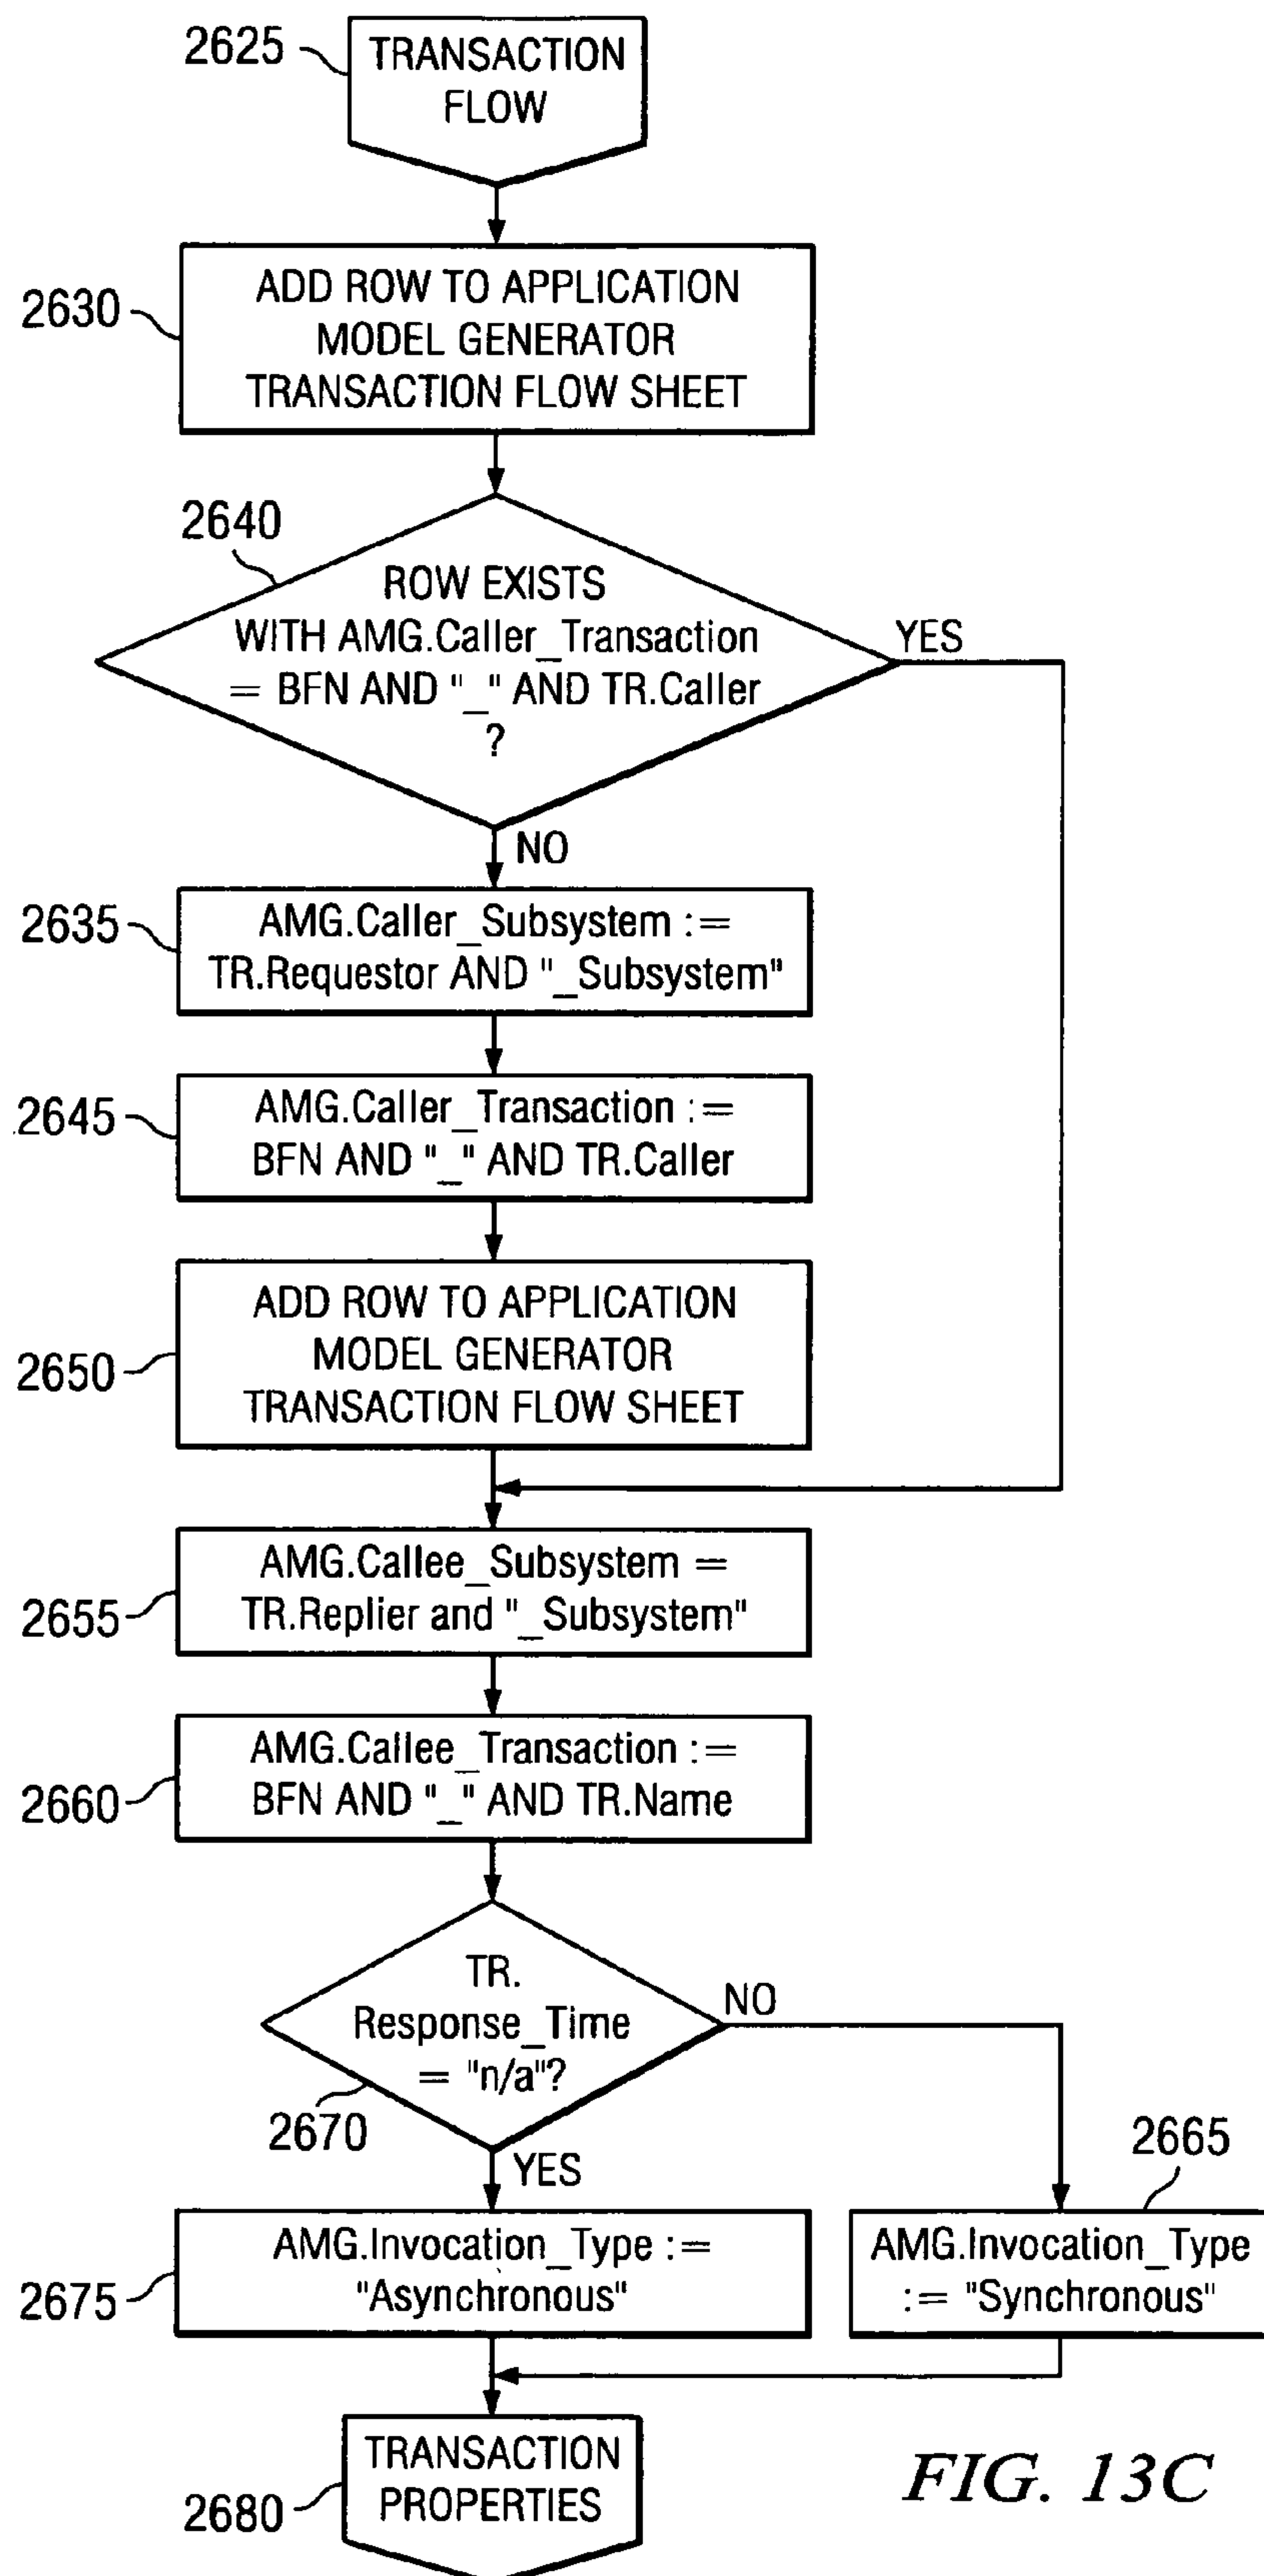 2625
TRANSACTION
FLOW
2630
ADD ROW TO APPLICATION
MODEL GENERATOR
TRANSACTION FLOW SHEET
2640
ROW EXISTS
WITH AMG.Caller_Transaction
= BFN AND "_" AND TR.Caller
?
YES
NO
2635
AMG.Caller_Subsystem :=
TR.Requestor AND "_Subsystem"
2645
AMG.Caller_Transaction :=
BFN AND "_" AND TR.Caller
2650
ADD ROW TO APPLICATION
MODEL GENERATOR
TRANSACTION FLOW SHEET
2655
AMG.Callee_Subsystem =
TR.Replier and "_Subsystem"
2660
AMG.Callee_Transaction :=
BFN AND "_" AND TR.Name
TR.
Response_Time
= "n/a"?
NO
2670
YES
2665
2675
AMG.Invocation_Type :=
"Asynchronous"
AMG.Invocation_Type
:= "Synchronous"
2680
TRANSACTION
PROPERTIES
FIG. 13C